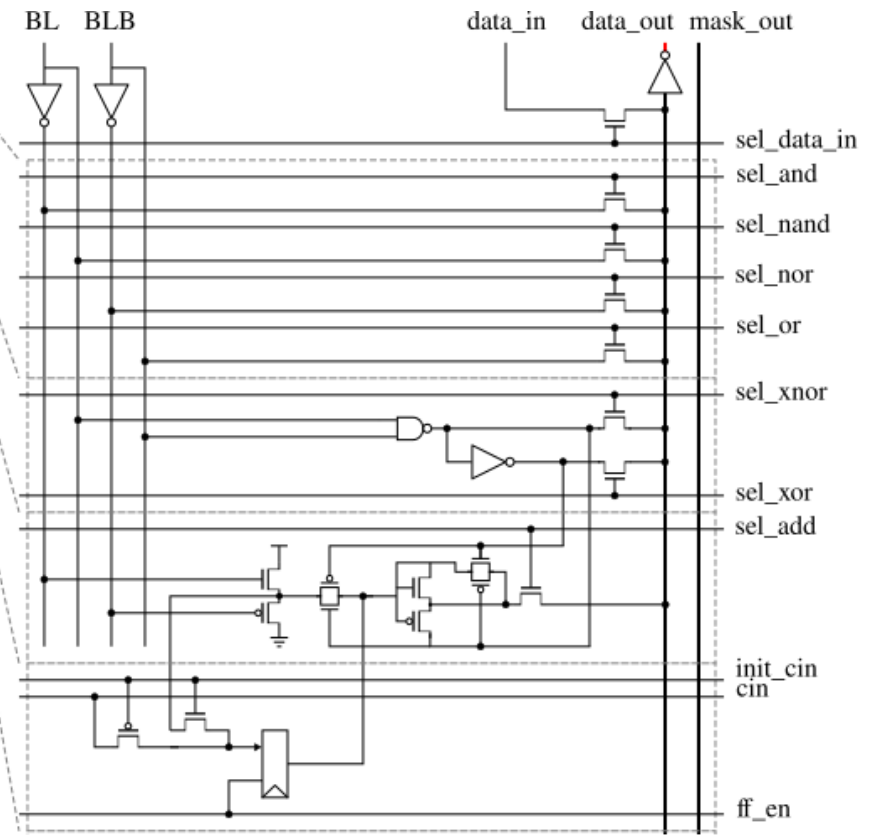 BL BLB data_in data_out mask_out
sel_data_in
sel_and
sel_nand
sel_nor
sel_or
sel_xnor
sel_xor
sel_add
init_cin
cin
ff_en